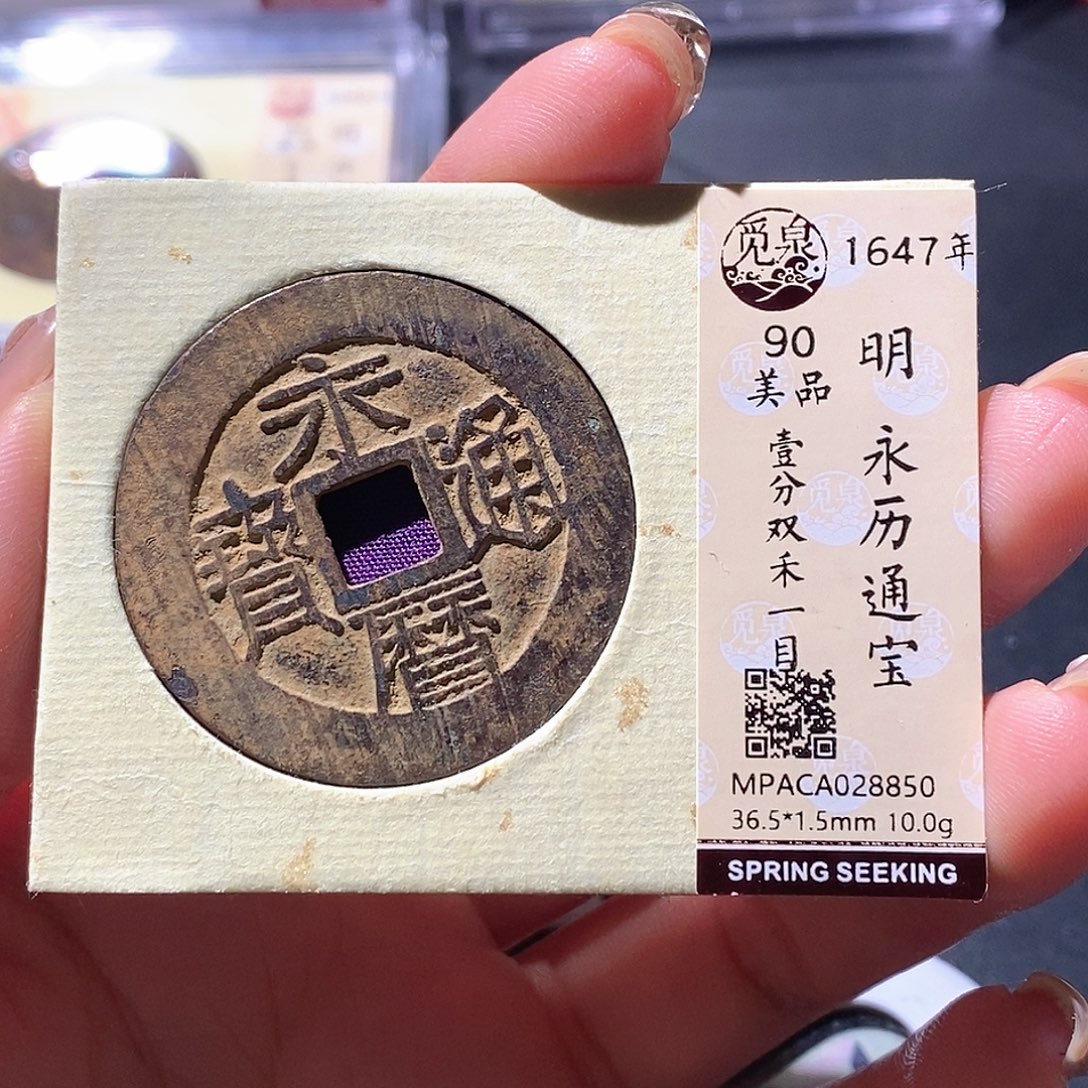 永曆通寶
觅泉
1647年
明 永历通宝
90
美品
壹分双禾一目
MPACA028850
36.5*1.5mm 10.0g
SPRING SEEKING